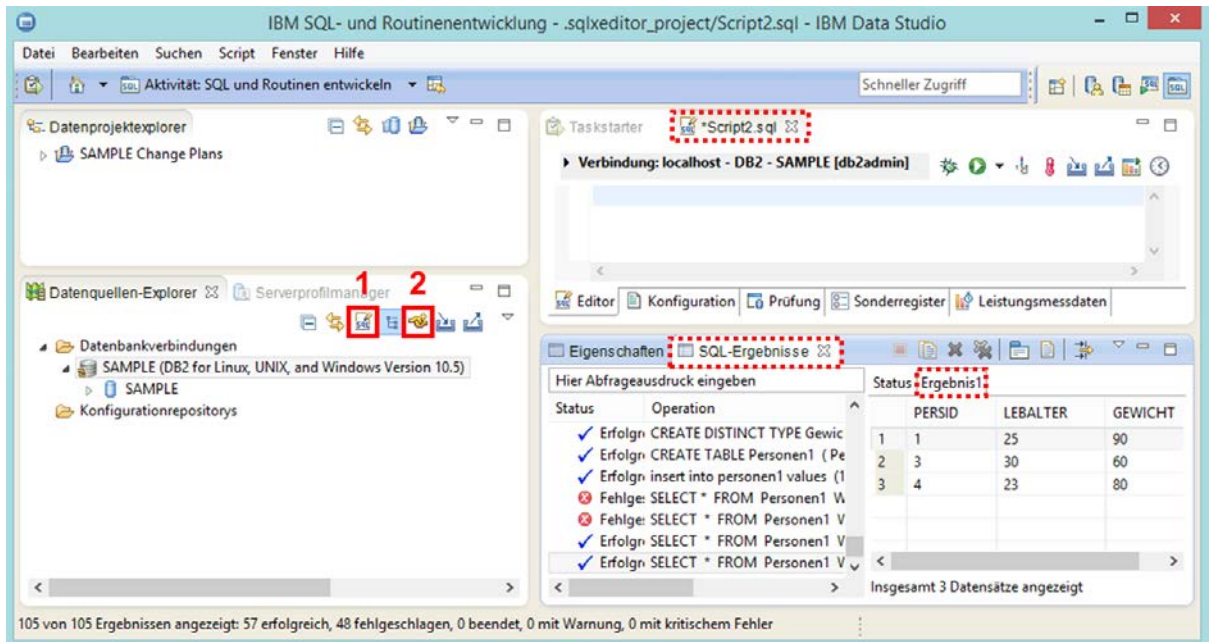 IBM SQL- und Routinenentwicklung - .sqlxeditor_project/Script2.sql - IBM Data Studio
Datei Bearbeiten Suchen Script Fenster Hilfe
Aktivität: SQL und Routinen entwickeln
Schneller Zugriff
Datenprojektexplorer
SAMPLE Change Plans
Taskstarter
*Script2.sql
Verbindung: localhost - DB2 - SAMPLE [db2admin]
Editor Konfiguration Prüfung Sonderregister Leistungsmessdaten
1 2
Datenquellen-Explorer Serverprofilmanager
Datenbankverbindungen
SAMPLE (DB2 for Linux, UNIX, and Windows Version 10.5)
SAMPLE
Konfigurationrepositorys
Eigenschaften SQL-Ergebnisse
Hier Abfrageausdruck eingeben
Status Operation
Erfolgr CREATE DISTINCT TYPE Gewic
Erfolgr CREATE TABLE Personen1 ( Pe
Erfolgr insert into personen1 values (1
Fehlge: SELECT * FROM Personen1 W
Fehlge: SELECT * FROM Personen1 V
Erfolgr SELECT * FROM Personen1 V
Erfolgr SELECT * FROM Personen1 V
Status Ergebnis1
PERSID LEBALTER GEWICHT
1 1 25 90
2 3 30 60
3 4 23 80
Insgesamt 3 Datensätze angezeigt
105 von 105 Ergebnissen angezeigt: 57 erfolgreich, 48 fehlgeschlagen, 0 beendet, 0 mit Warnung, 0 mit kritischem Fehler